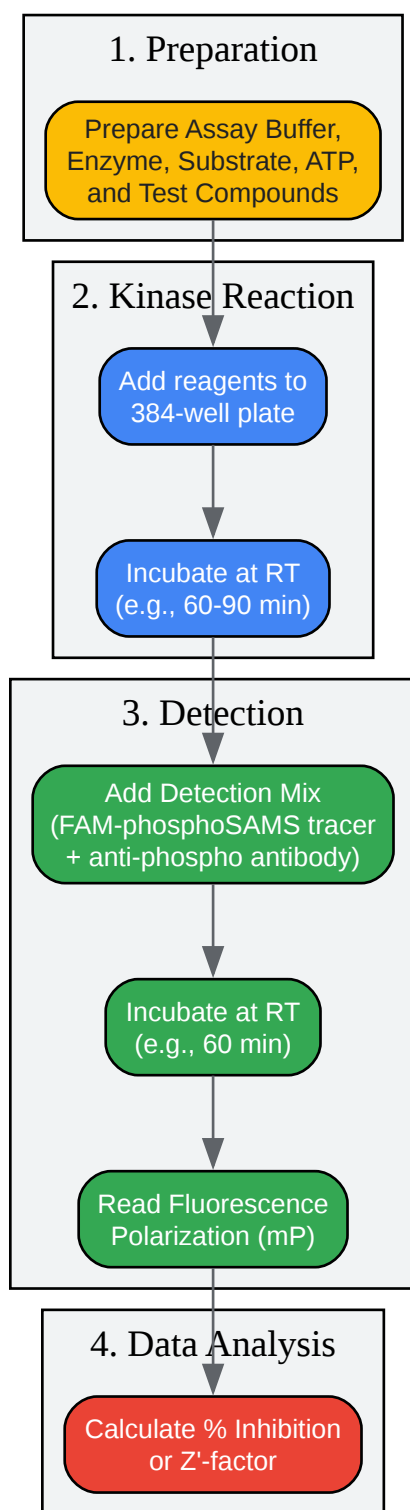 1. Preparation
Prepare Assay Buffer,
Enzyme, Substrate, ATP,
and Test Compounds
2. Kinase Reaction
Add reagents to
384-well plate
Incubate at RT
(e.g., 60-90 min)
3. Detection
Add Detection Mix
(FAM-phosphoSAMS tracer
+ anti-phospho antibody)
Incubate at RT
(e.g., 60 min)
Read Fluorescence
Polarization (mP)
4. Data Analysis
Calculate % Inhibition
or Z'-factor